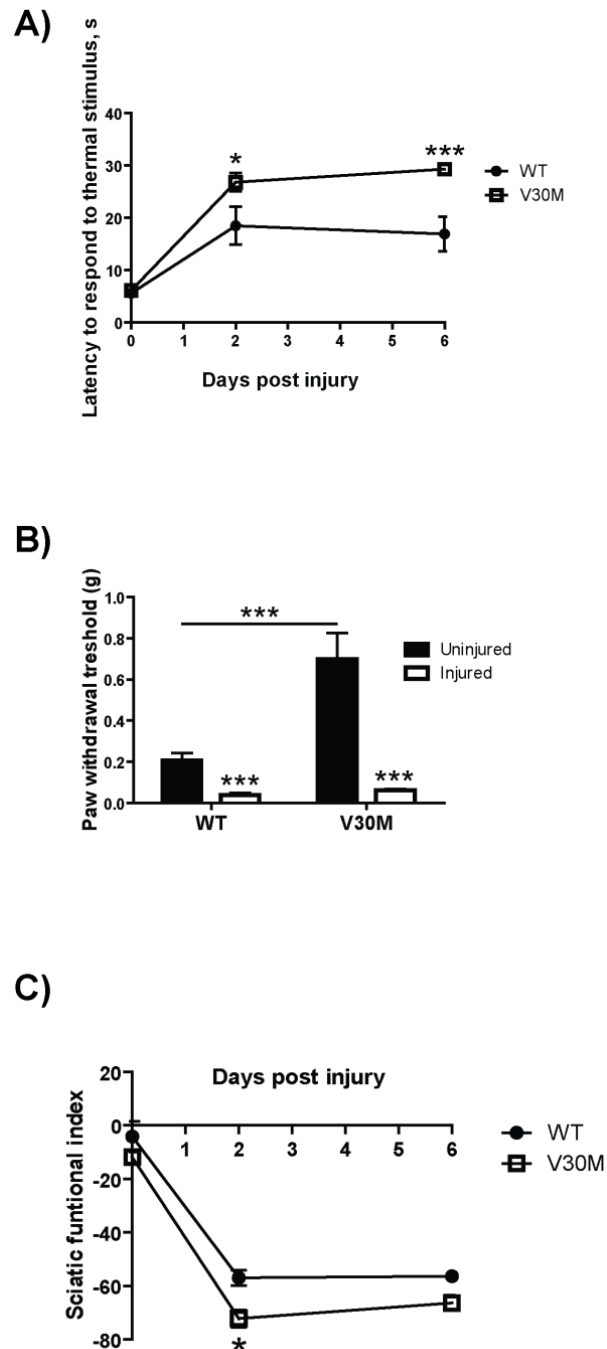 A)
Latency to respond to thermal stimulus, s
40
30
20
10
0
*
***
0 1 2 3 4 5 6
Days post injury
WT
V30M
B)
Paw withdrawal treshold (g)
1.0
0.8
0.6
0.4
0.2
0.0
***
***
***
WT V30M
Uninjured
Injured
C)
Sciatic funtional index
20
0
-20
-40
-60
-80
Days post injury
1 2 3 4 5 6
*
WT
V30M